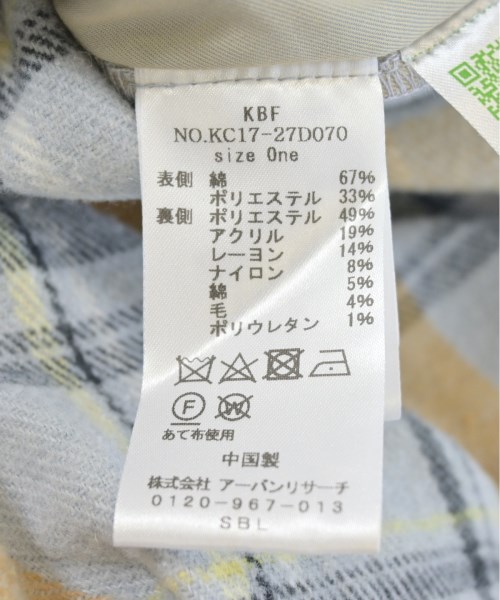 KBF
NO.KC17-27D070
size One
表側 綿 67%
ポリエステル 33%
裏側 ポリエステル 49%
アクリル 19%
レーヨン 14%
ナイロン 8%
綿 5%
毛 4%
ポリウレタン 1%
F W
あて布使用
中国製
株式会社 アーバンリサーチ
0120-967-013
SBL